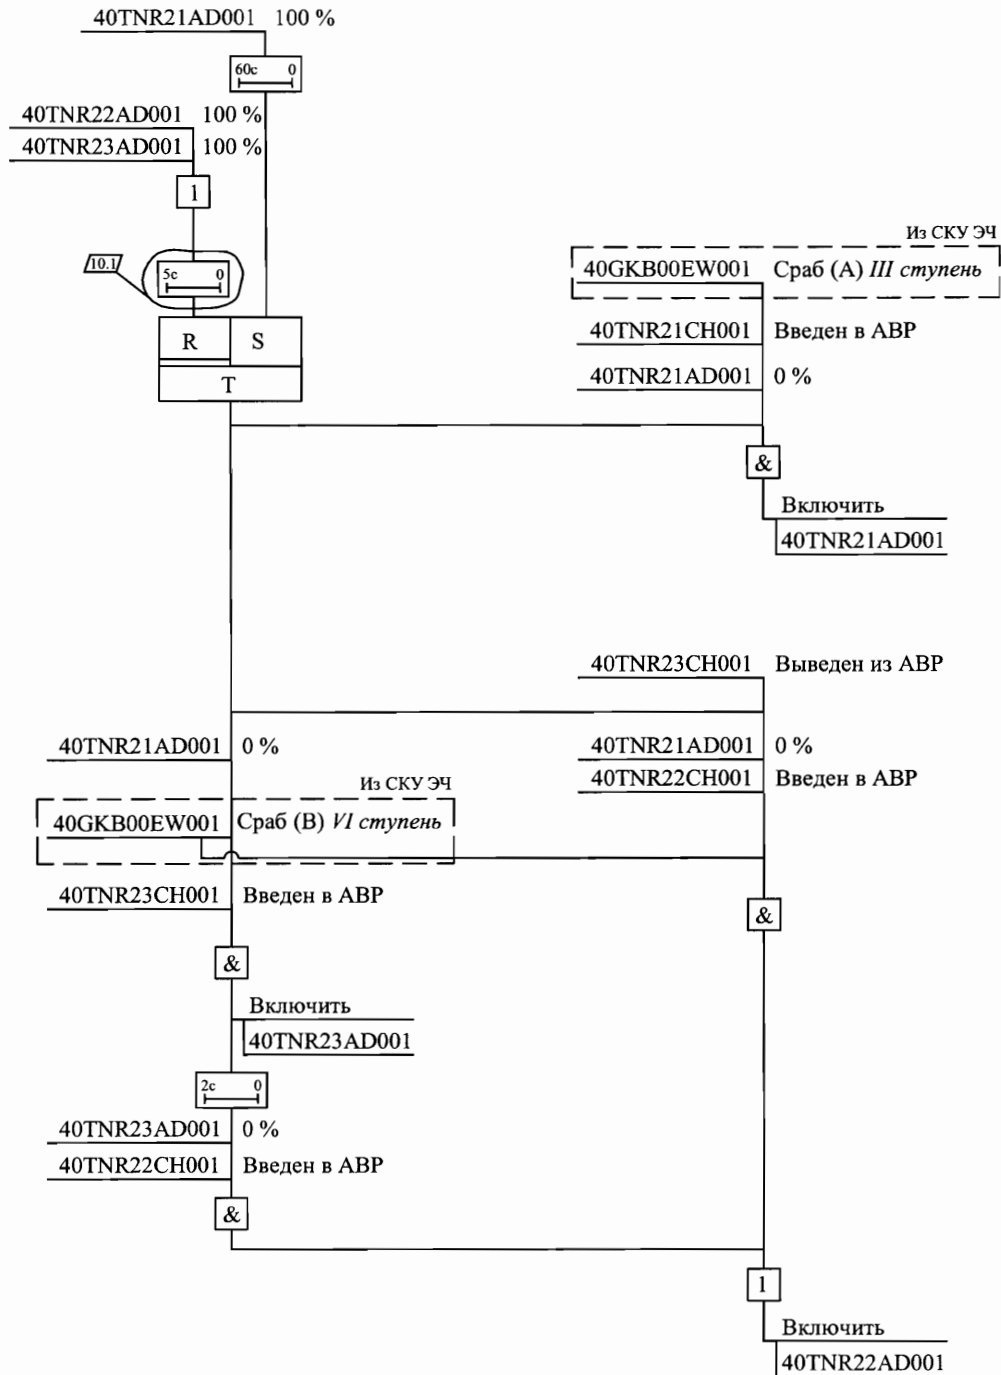 40TNR21AD001 100 %
60с 0
40TNR22AD001 100 %
40TNR23AD001 100 %
1
10.1
5с 0
R S
T
Из СКУ ЭЧ
40GKB00EW001 Сраб (А) III ступень
40TNR21CH001 Введен в АВР
40TNR21AD001 0 %
&
Включить
40TNR21AD001
40TNR23CH001 Выведен из АВР
40TNR21AD001 0 %
40TNR22CH001 Введен в АВР
&
40TNR21AD001 0 %
Из СКУ ЭЧ
40GKB00EW001 Сраб (В) VI ступень
40TNR23CH001 Введен в АВР
&
Включить
40TNR23AD001
2с 0
40TNR23AD001 0 %
40TNR22CH001 Введен в АВР
&
1
Включить
40TNR22AD001